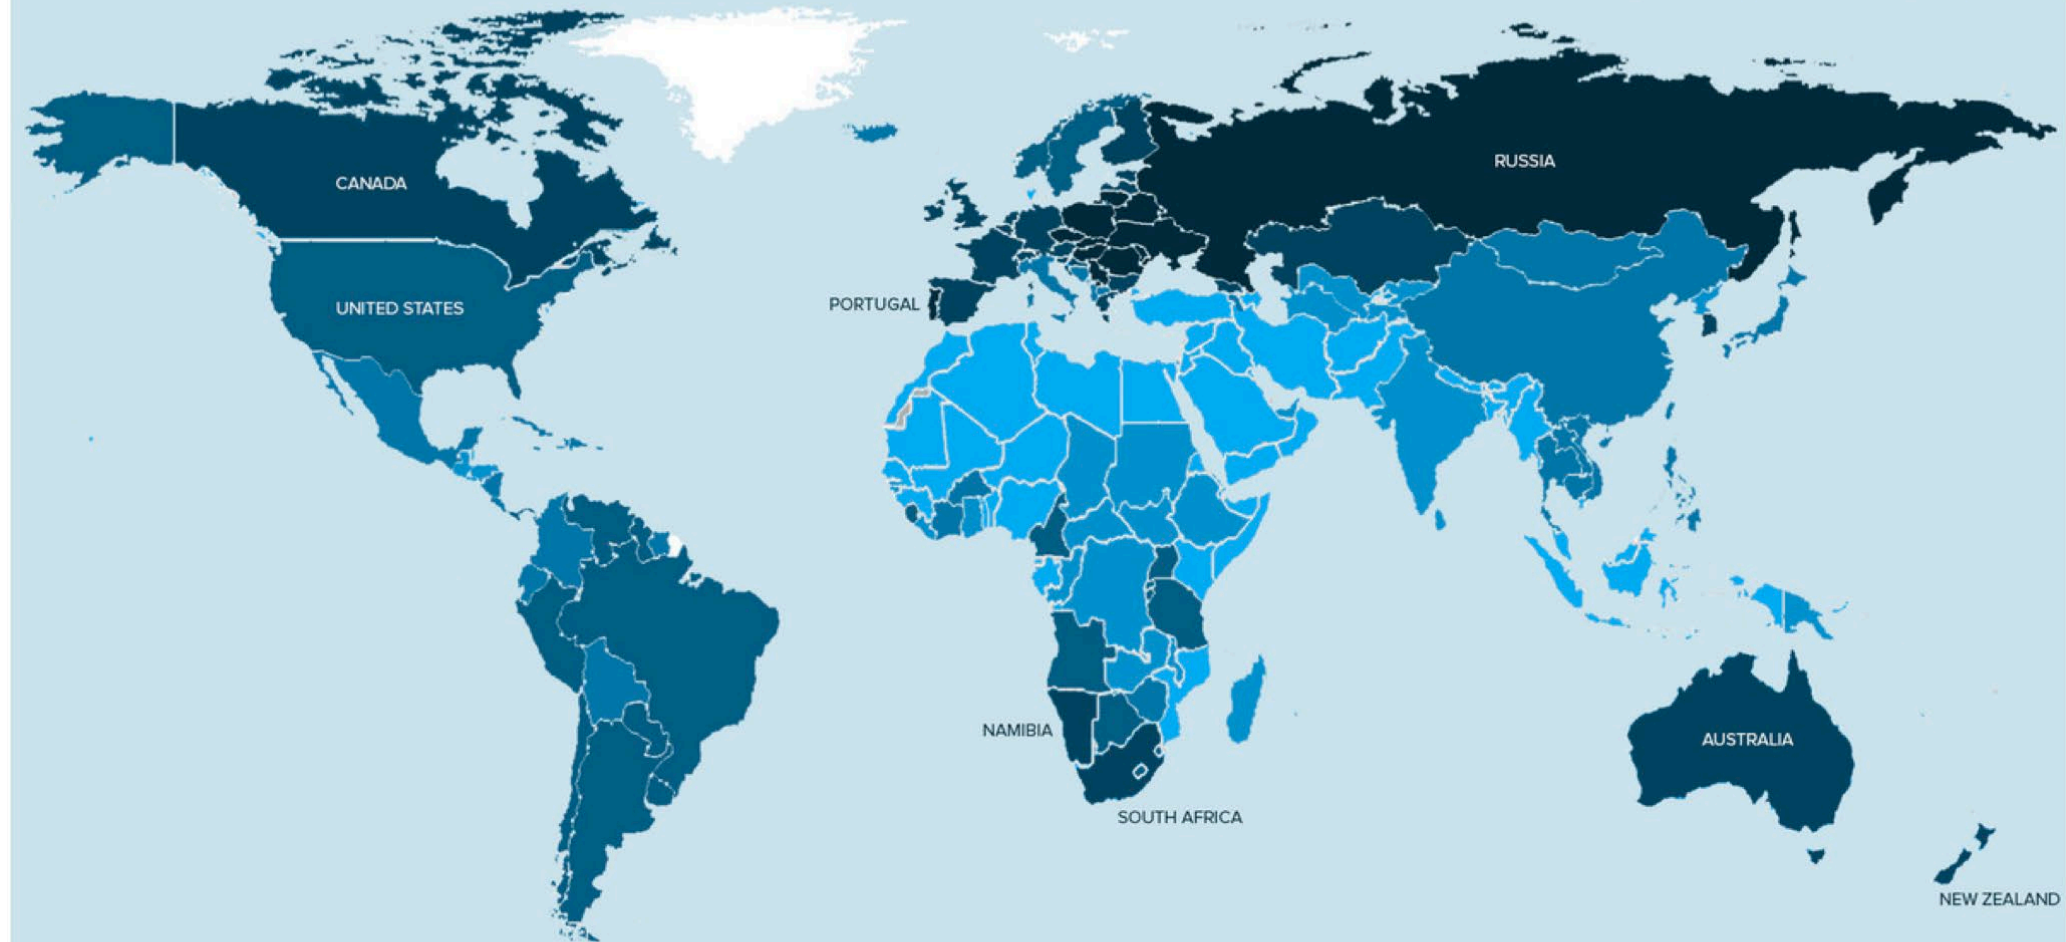 RUSSIA
CANADA
PORTUGAL
UNITED STATES
NAMIBIA
AUSTRALIA
SOUTH AFRICA
NEW ZEALAND